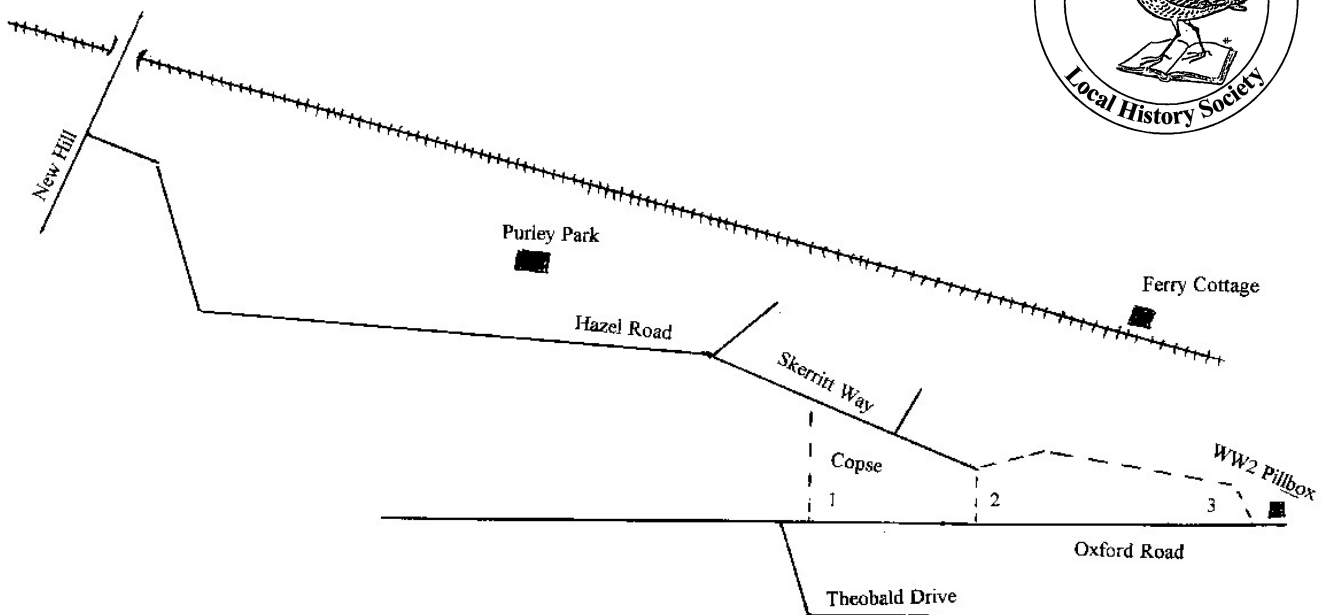 *
Local History Society
New Hill
Purley Park
Ferry Cottage
Hazel Road
Skerritt Way
WW2 Pillbox
Copse
1
2
3
Oxford Road
Theobald Drive